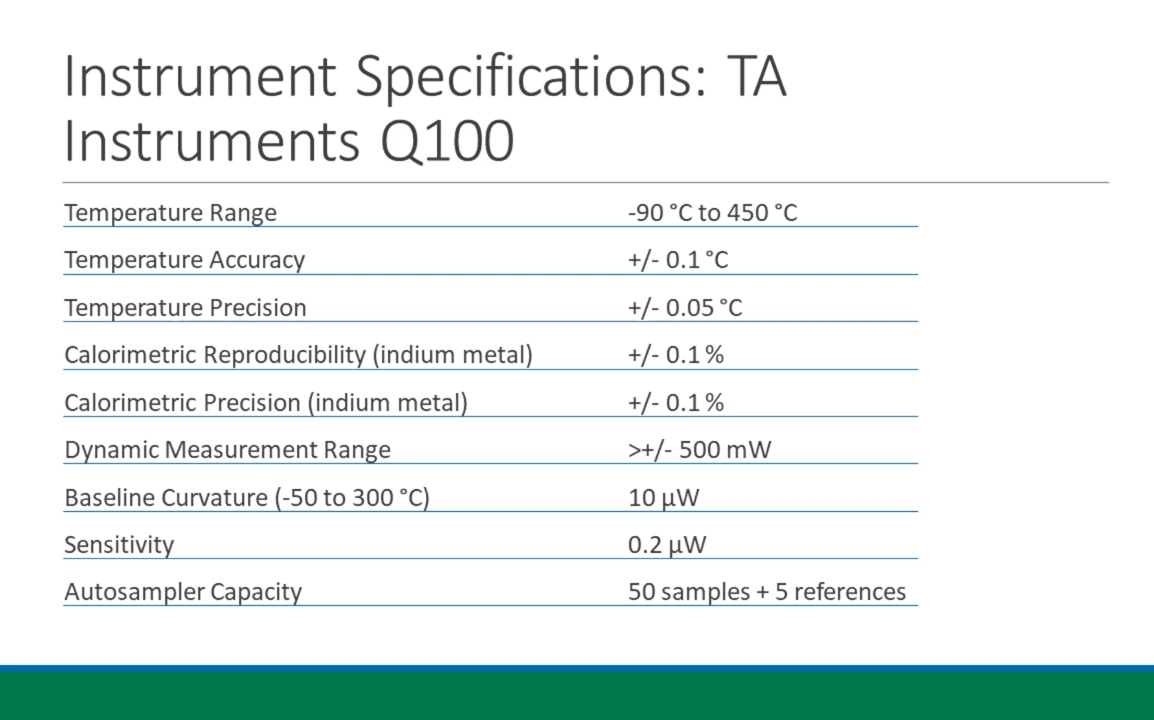 Instrument Specifications: TA
Instruments Q100
Temperature Range -90 °C to 450 °C
Temperature Accuracy +/- 0.1 °C
Temperature Precision +/- 0.05 °C
Calorimetric Reproducibility (indium metal) +/- 0.1 %
Calorimetric Precision (indium metal) +/- 0.1 %
Dynamic Measurement Range >+/- 500 mW
Baseline Curvature (-50 to 300 °C) 10 µW
Sensitivity 0.2 µW
Autosampler Capacity 50 samples + 5 references